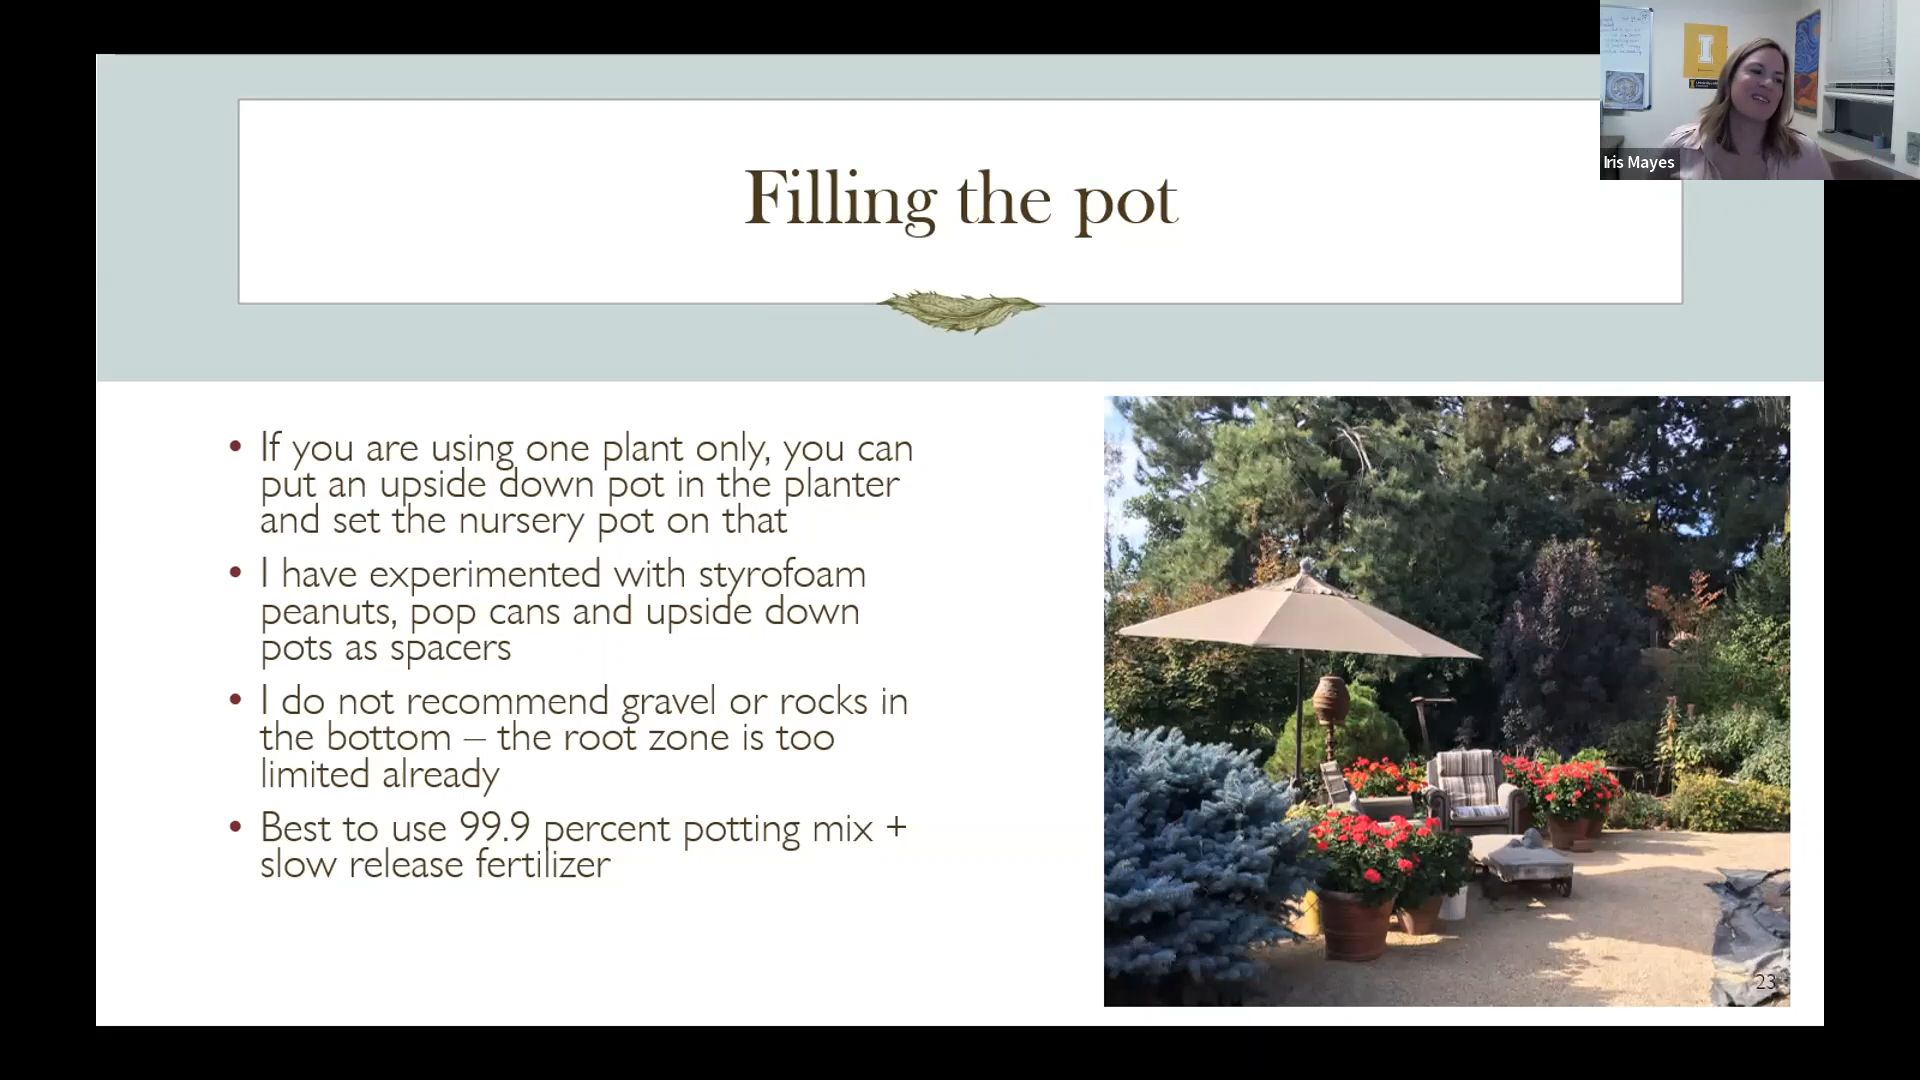 Filling the pot
• If you are using one plant only, you can
put an upside down pot in the planter
and set the nursery pot on that
• I have experimented with styrofoam
peanuts, pop cans and upside down
pots as spacers
• I do not recommend gravel or rocks in
the bottom – the root zone is too
limited already
• Best to use 99.9 percent potting mix +
slow release fertilizer
23
I
Iris Mayes